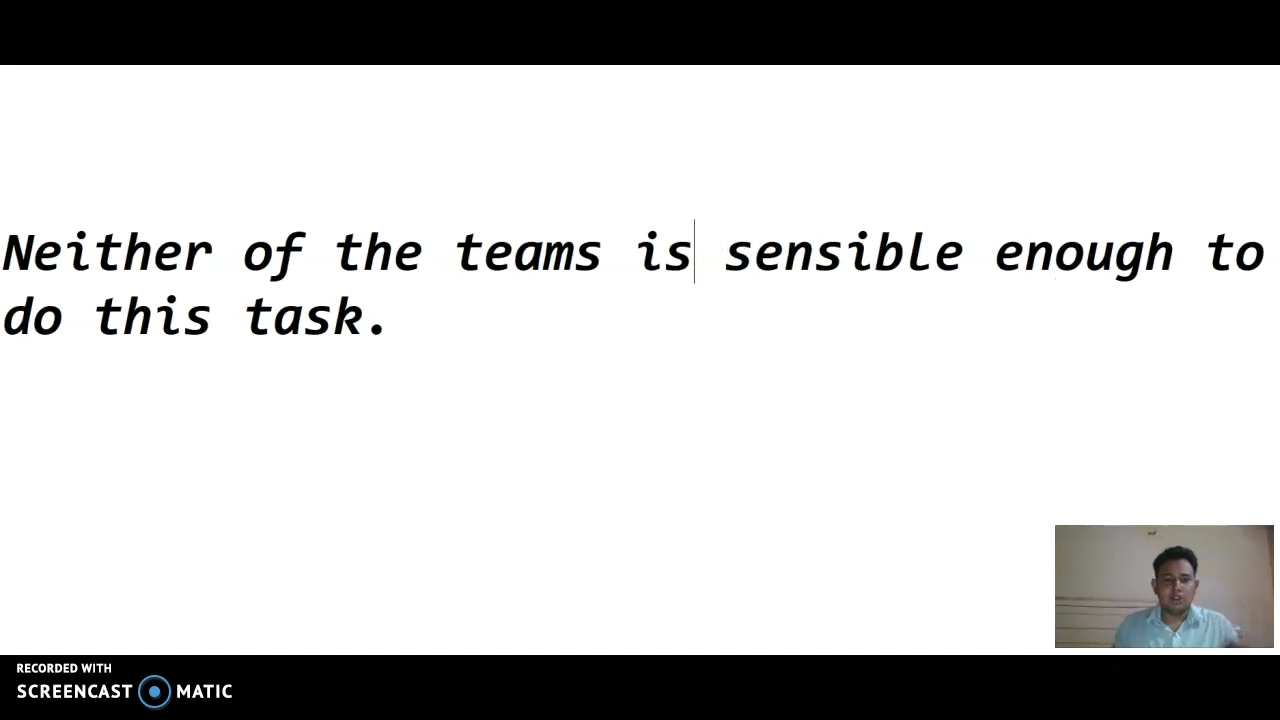 Neither of the teams is sensible enough to
do this task.
RECORDED WITH
SCREENCAST MATIC